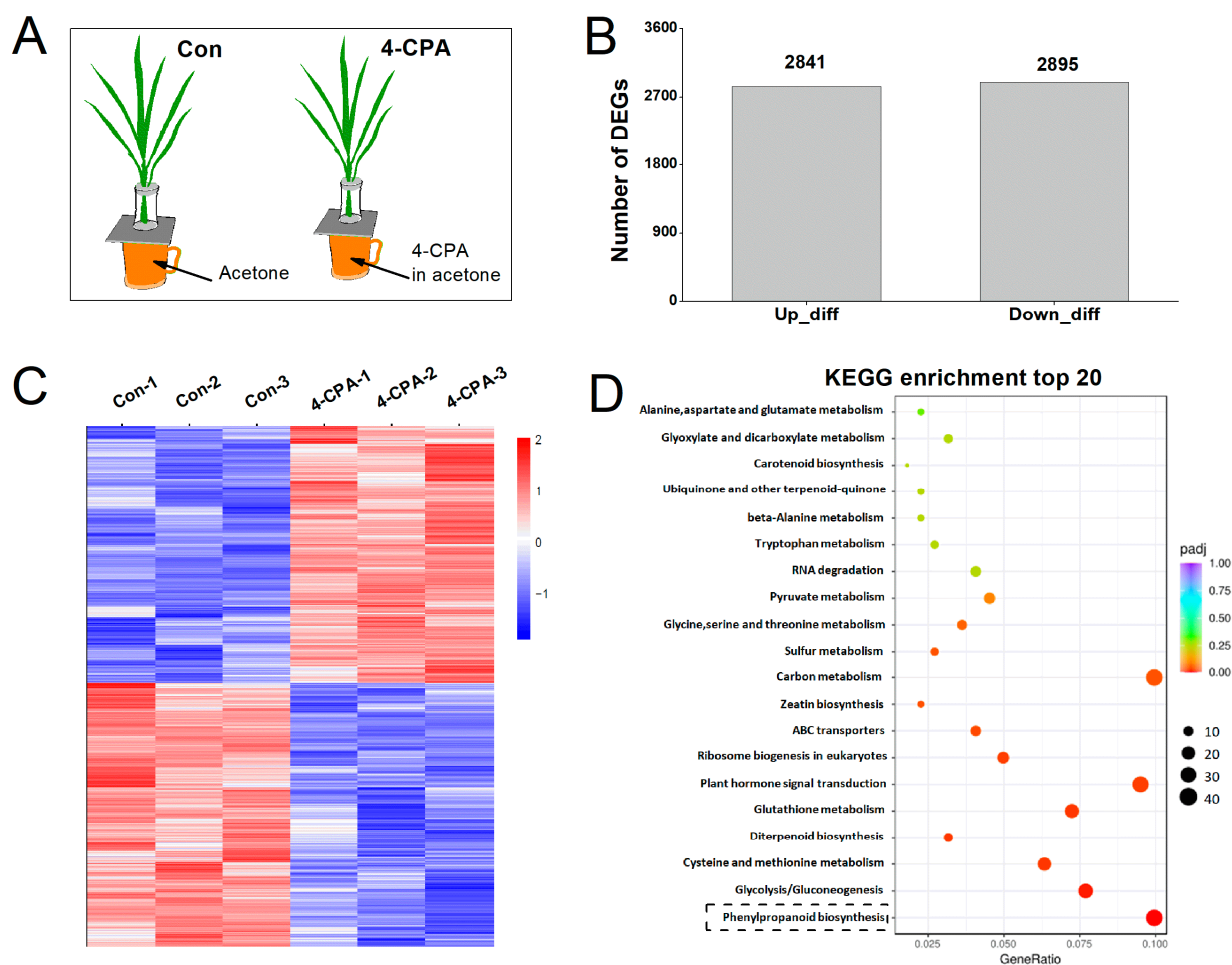 A
Con
4-CPA
Acetone
4-CPA
in acetone
B
Number of DEGs
3600
2700
1800
900
0
2841
2895
Up_diff
Down_diff
C
Con-1
Con-2
Con-3
4-CPA-1
4-CPA-2
4-CPA-3
2
1
0
−1
D
KEGG enrichment top 20
Alanine,aspartate and glutamate metabolism
Glyoxylate and dicarboxylate metabolism
Carotenoid biosynthesis
Ubiquinone and other terpenoid-quinone
beta-Alanine metabolism
Tryptophan metabolism
RNA degradation
Pyruvate metabolism
Glycine,serine and threonine metabolism
Sulfur metabolism
Carbon metabolism
Zeatin biosynthesis
ABC transporters
Ribosome biogenesis in eukaryotes
Plant hormone signal transduction
Glutathione metabolism
Diterpenoid biosynthesis
Cysteine and methionine metabolism
Glycolysis/Gluconeogenesis
Phenylpropanoid biosynthesis
0.025
0.050
0.075
0.100
GeneRatio
padj
1.00
0.75
0.50
0.25
0.00
10
20
30
40